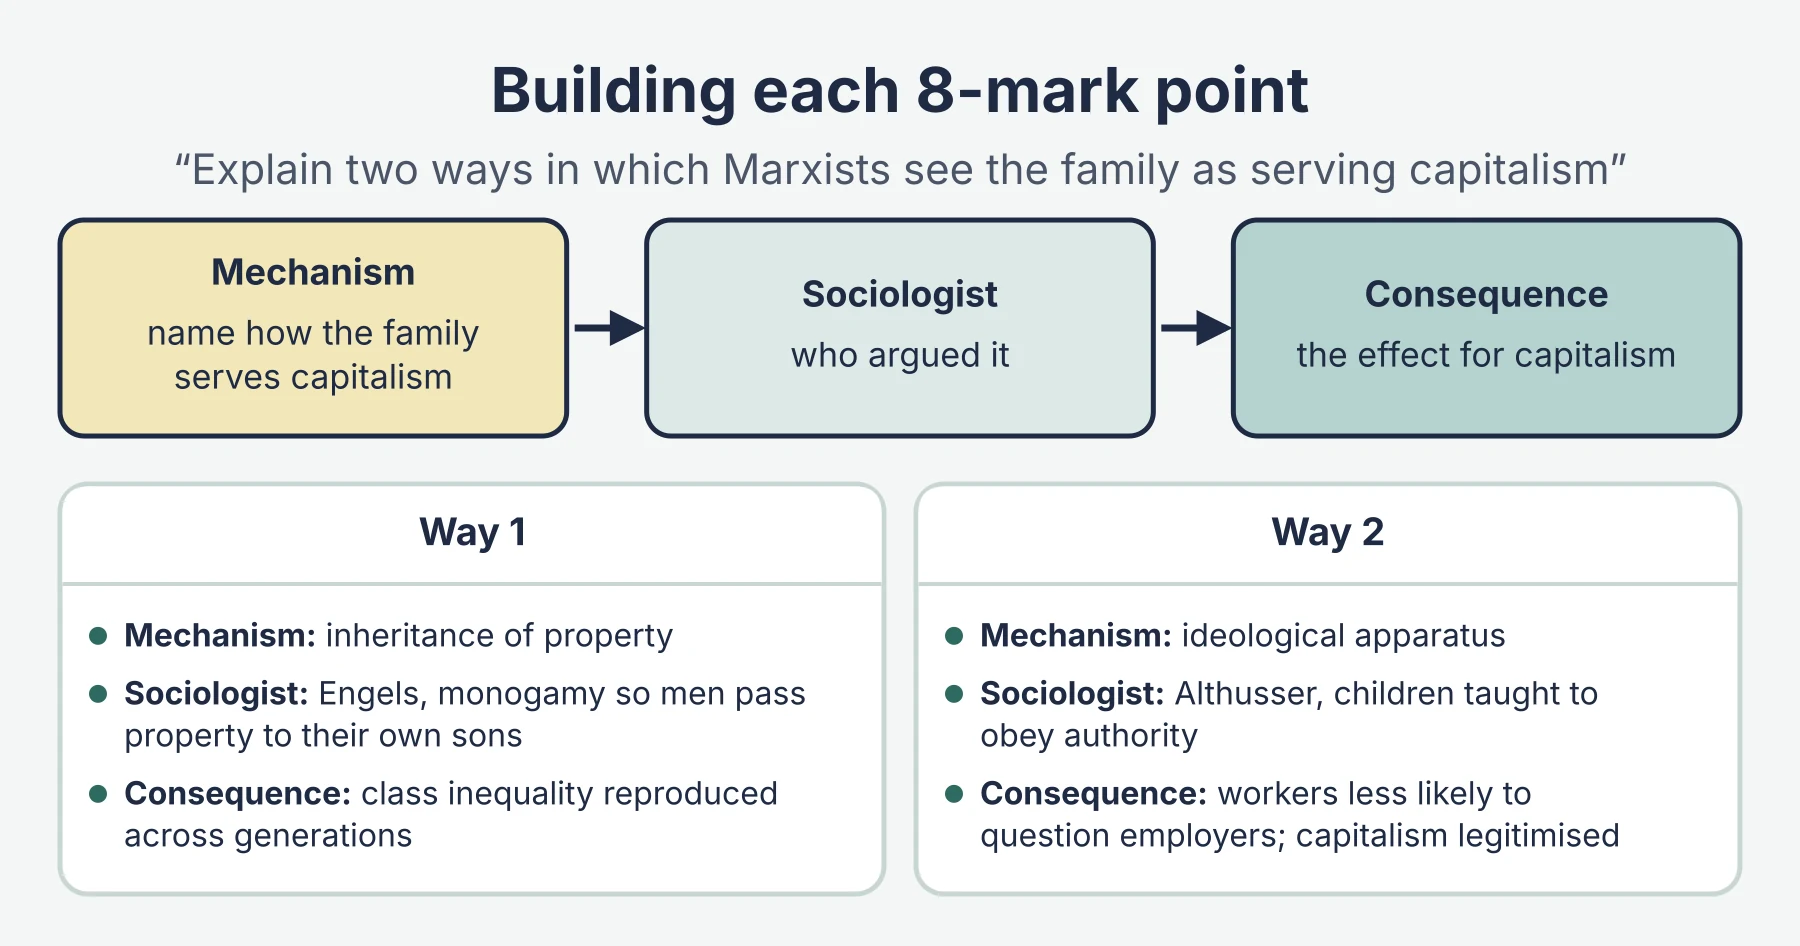 Building each 8-mark point
“Explain two ways in which Marxists see the family as serving capitalism”
Mechanism
name how the family
serves capitalism
Sociologist
who argued it
Consequence
the effect for capitalism
Way 1
Mechanism: inheritance of property
Sociologist: Engels, monogamy so men pass
property to their own sons
Consequence: class inequality reproduced
across generations
Way 2
Mechanism: ideological apparatus
Sociologist: Althusser, children taught to
obey authority
Consequence: workers less likely to
question employers; capitalism legitimised